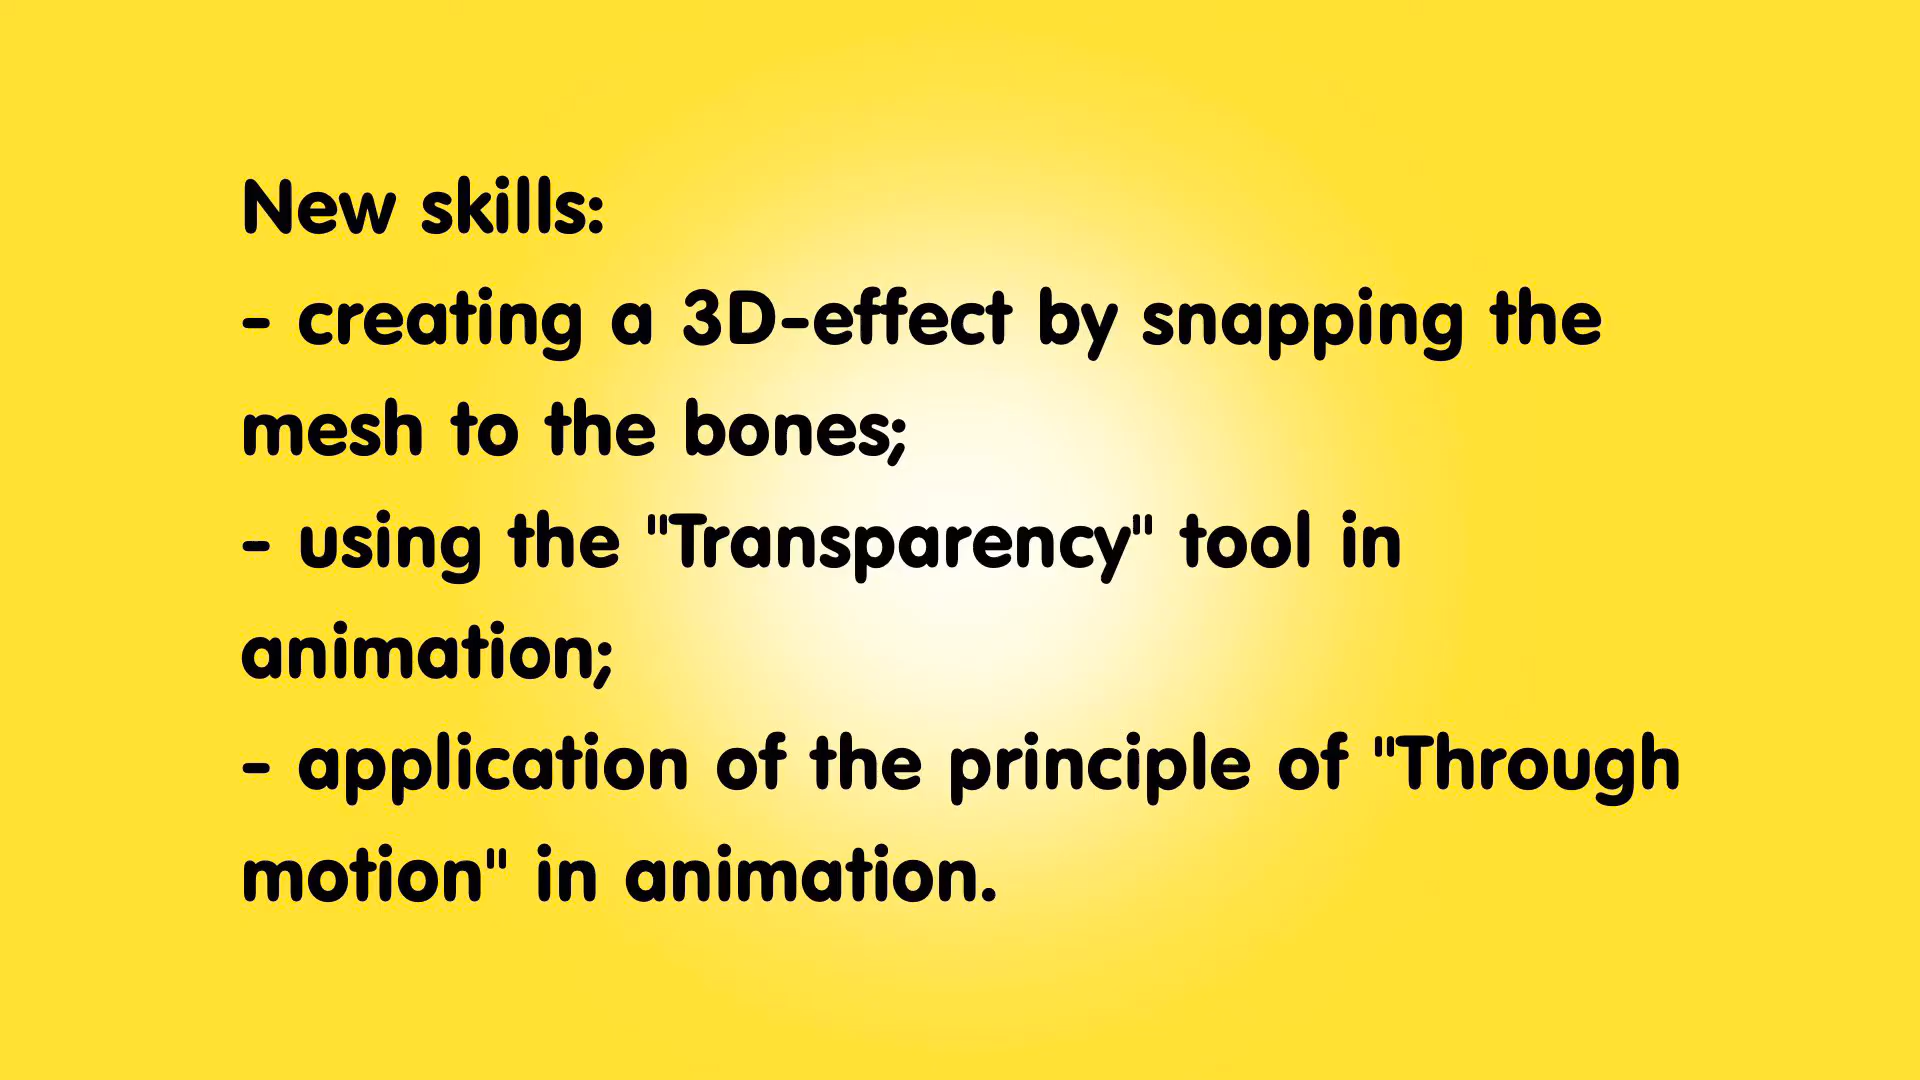 New skills:
- creating a 3D-effect by snapping the
mesh to the bones;
- using the "Transparency" tool in
animation;
- application of the principle of "Through
motion" in animation.